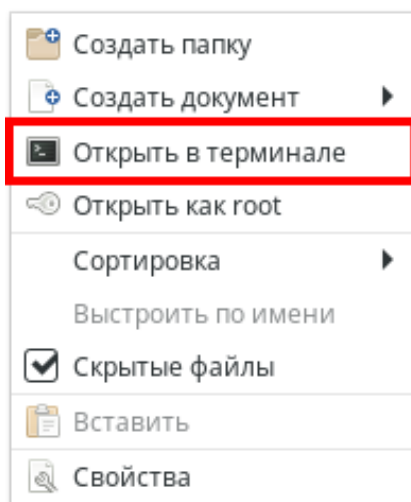 Создать папку
Создать документ
Открыть в терминале
Открыть как root
Сортировка
Выстроить по имени
Скрытые файлы
Вставить
Свойства